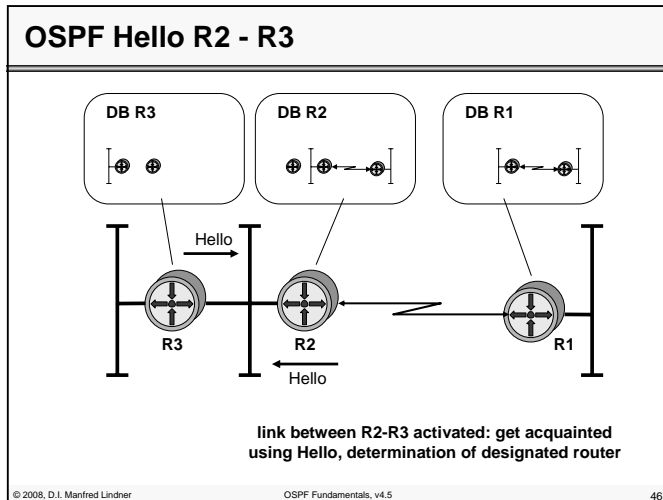 OSPF Hello R2 - R3
DB R3
DB R2
DB R1
Hello
R3
R2
R1
Hello
link between R2-R3 activated: get acquainted
using Hello, determination of designated router
© 2008, D.I. Manfred Lindner
OSPF Fundamentals, v4.5
46